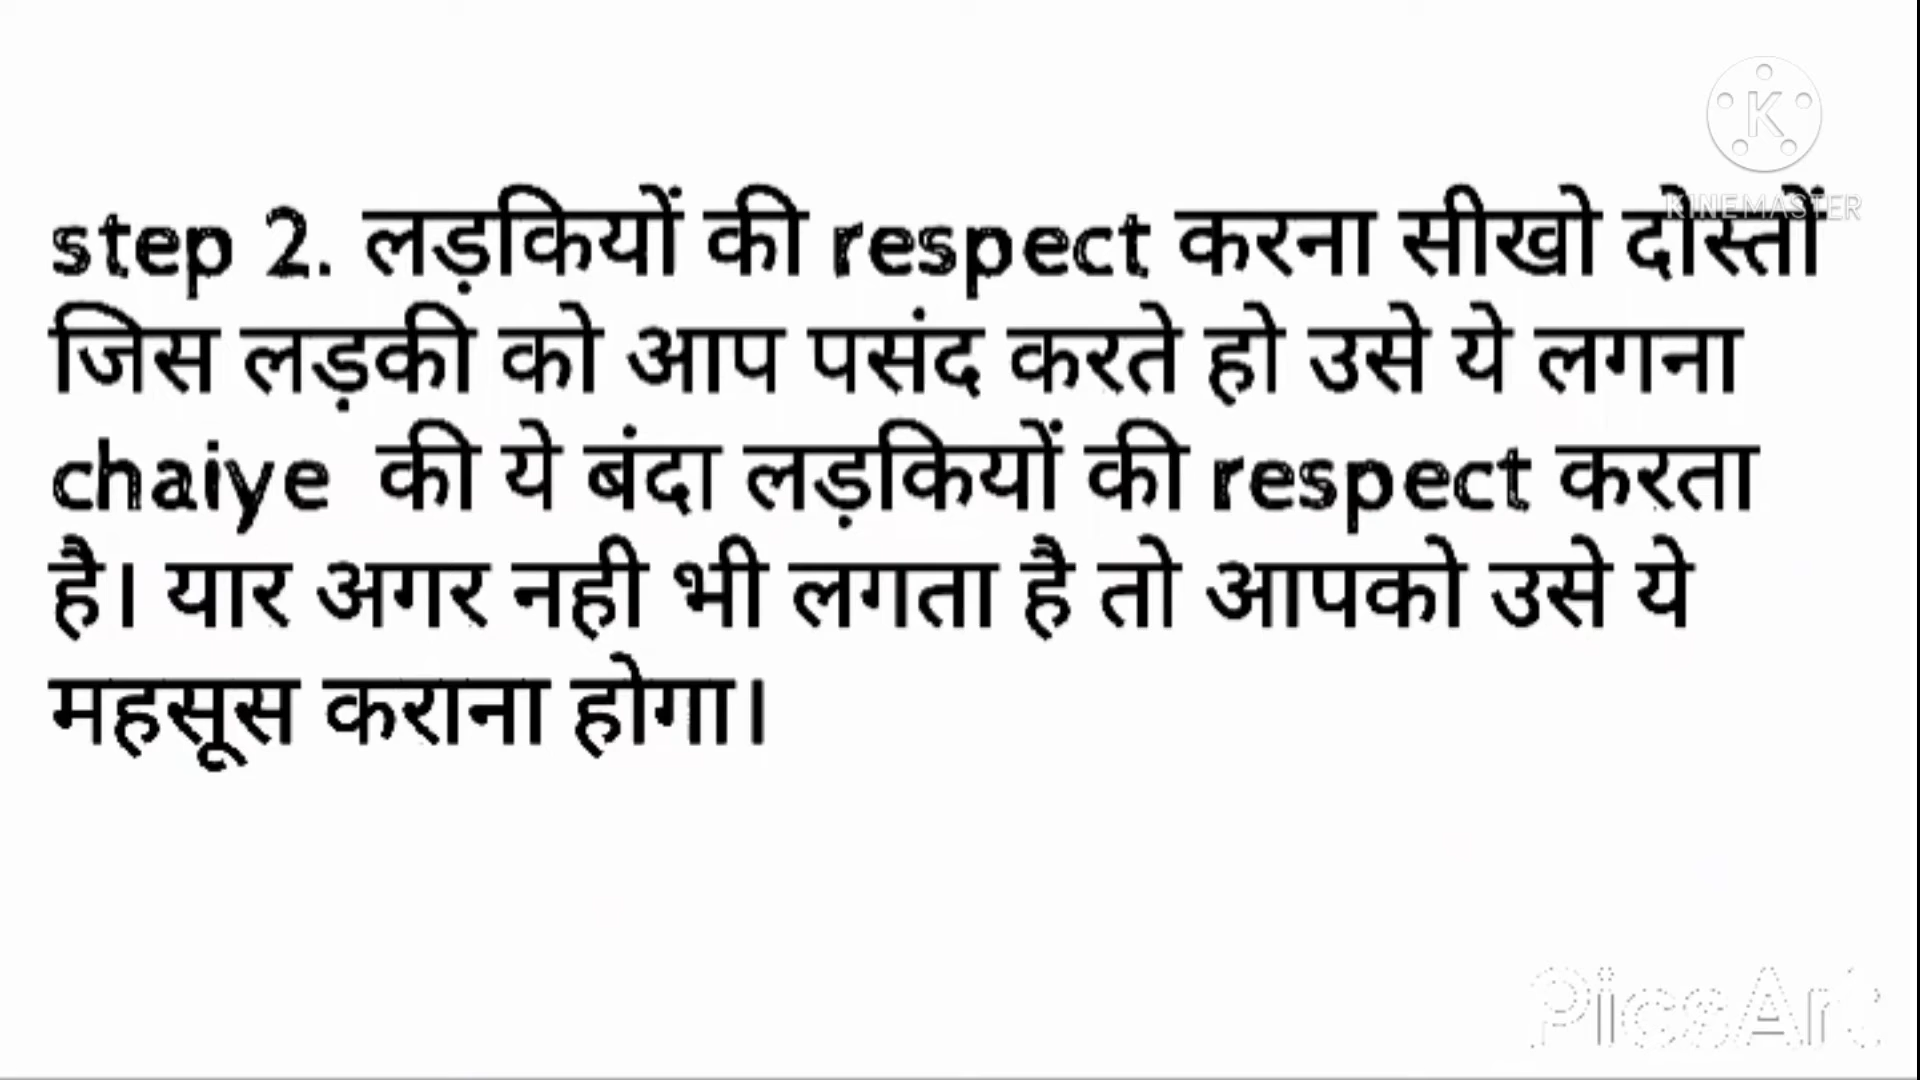 K
KINEMASTER
step 2. लड़कियों की respect करना सीखो दोस्तों
जिस लड़की को आप पसंद करते हो उसे ये लगना
chaiye की ये बंदा लड़कियों की respect करता
है। यार अगर नही भी लगता है तो आपको उसे ये
महसूस कराना होगा।
PicsArt